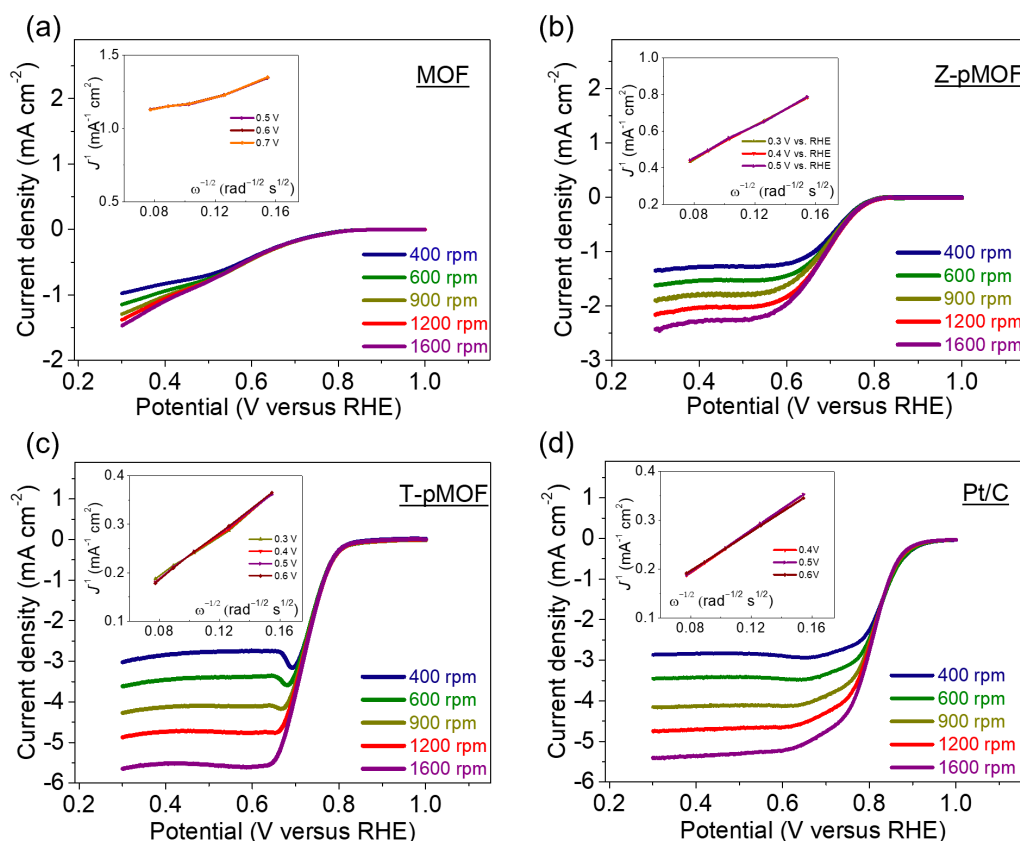 (a)
MOF
Current density (mA cm⁻²)
2
1
0
-1
-2
0.2 0.4 0.6 0.8 1.0
Potential (V versus RHE)
400 rpm
600 rpm
900 rpm
1200 rpm
1600 rpm
J⁻¹ (mA⁻¹ cm²)
1.5
1.2
0.9
0.5
0.08 0.12 0.16
ω⁻¹/² (rad⁻¹/² s¹/²)
0.5 V
0.6 V
0.7 V
(b)
Z-pMOF
Current density (mA cm⁻²)
2
1
0
-1
-2
-3
0.2 0.4 0.6 0.8 1.0
Potential (V versus RHE)
400 rpm
600 rpm
900 rpm
1200 rpm
1600 rpm
J⁻¹ (mA⁻¹ cm²)
0.8
0.6
0.4
0.2
0.08 0.12 0.16
ω⁻¹/² (rad⁻¹/² s¹/²)
0.3 V vs. RHE
0.4 V vs. RHE
0.5 V vs. RHE
(c)
T-pMOF
Current density (mA cm⁻²)
1
0
-1
-2
-3
-4
-5
-6
0.2 0.4 0.6 0.8 1.0
Potential (V versus RHE)
400 rpm
600 rpm
900 rpm
1200 rpm
1600 rpm
J⁻¹ (mA⁻¹ cm²)
0.4
0.3
0.2
0.1
0.08 0.12 0.16
ω⁻¹/² (rad⁻¹/² s¹/²)
0.3 V
0.4 V
0.5 V
0.6 V
(d)
Pt/C
Current density (mA cm⁻²)
1
0
-1
-2
-3
-4
-5
-6
0.2 0.4 0.6 0.8 1.0
Potential (V versus RHE)
400 rpm
600 rpm
900 rpm
1200 rpm
1600 rpm
J⁻¹ (mA⁻¹ cm²)
0.4
0.3
0.2
0.1
0.08 0.12 0.16
ω⁻¹/² (rad⁻¹/² s¹/²)
0.4V
0.5V
0.6V